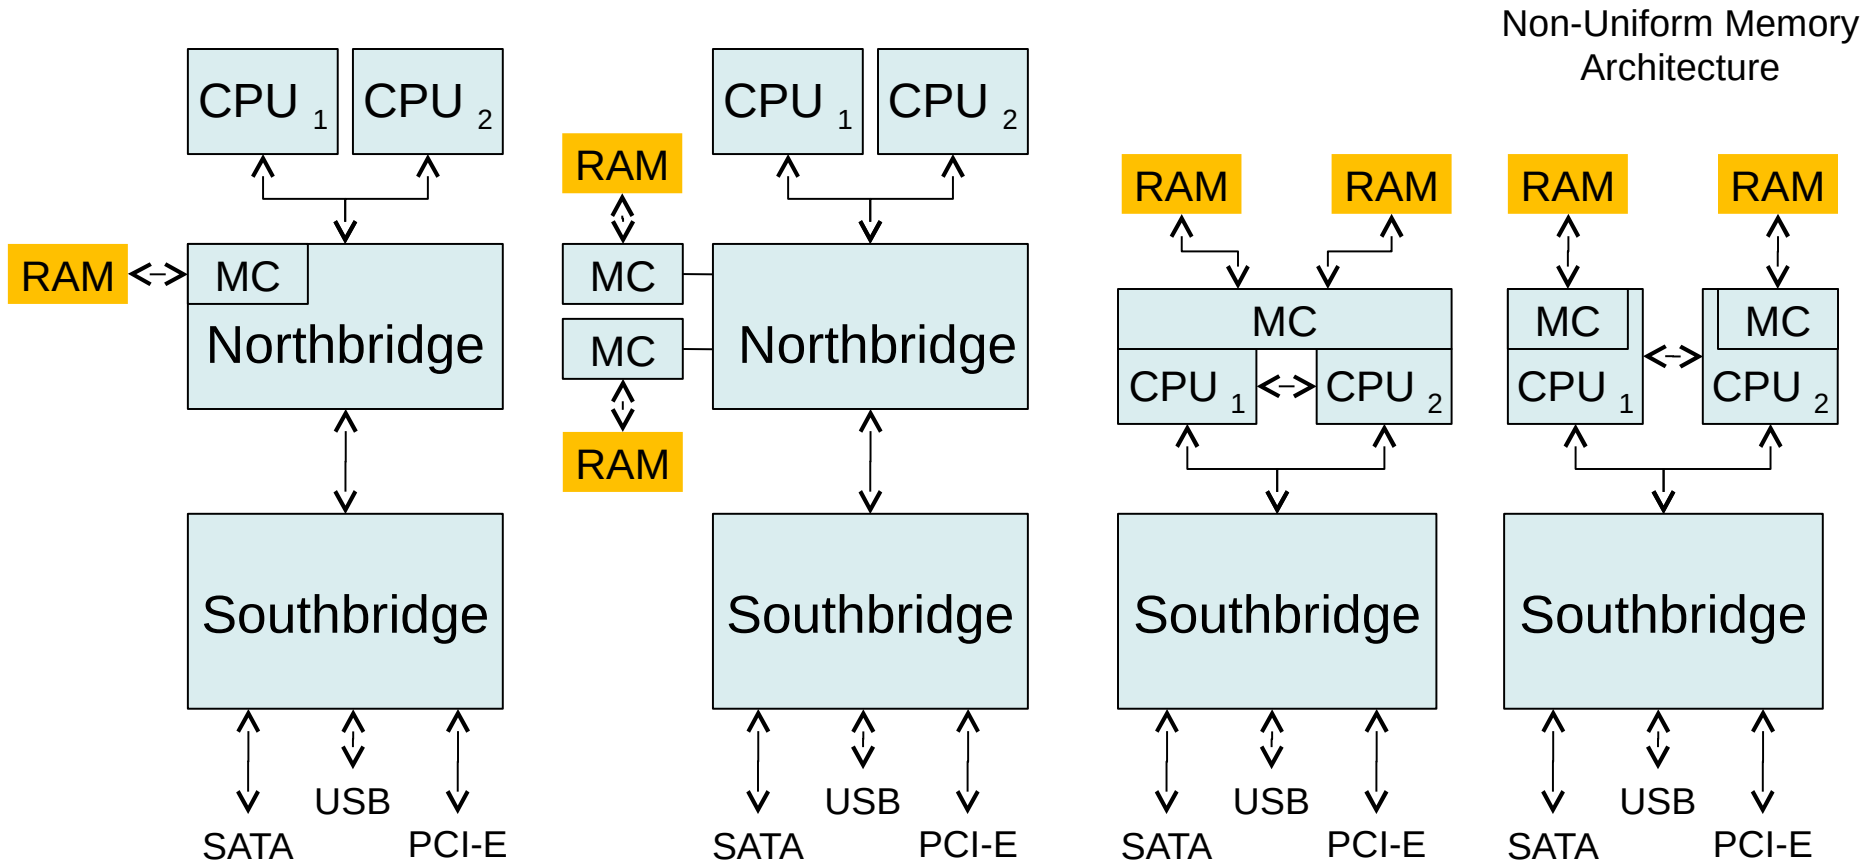 Non-Uniform Memory
Architecture
CPU 1
CPU 2
RAM
MC
Northbridge
Southbridge
SATA
USB
PCI-E
CPU 1
CPU 2
RAM
MC
MC
RAM
Northbridge
Southbridge
SATA
USB
PCI-E
RAM
RAM
MC
CPU 1
CPU 2
Southbridge
SATA
USB
PCI-E
RAM
RAM
MC
MC
CPU 1
CPU 2
Southbridge
SATA
USB
PCI-E